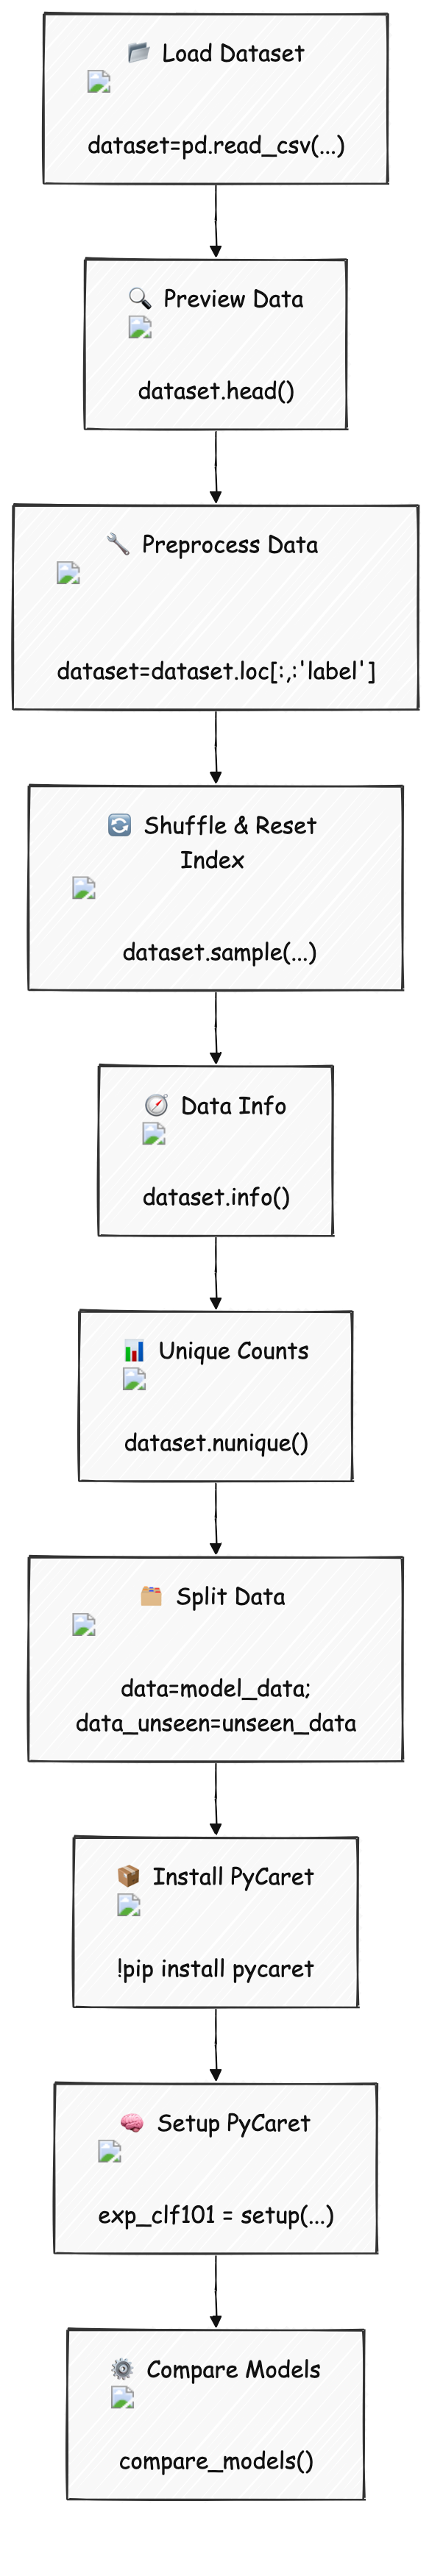 Load Dataset
dataset=pd.read_csv(...)
Preview Data
dataset.head()
Preprocess Data
dataset=dataset.loc[:,:'label']
Shuffle & Reset
Index
dataset.sample(...)
Data Info
dataset.info()
Unique Counts
dataset.nunique()
Split Data
data=model_data;
data_unseen=unseen_data
Install PyCaret
!pip install pycaret
Setup PyCaret
exp_clf101 = setup(...)
Compare Models
compare_models()